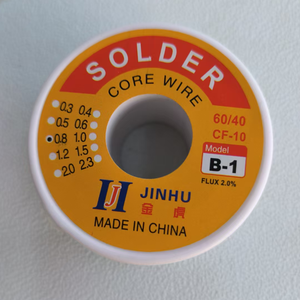 SOLDER
CORE WIRE
60/40
CF-10
0.3 0.4
0.5 0.6
0.8 1.0
1.2 1.5
2.0 2.3
Model
B-1
FLUX 2.0%
JINHU
金虎
MADE IN CHINA